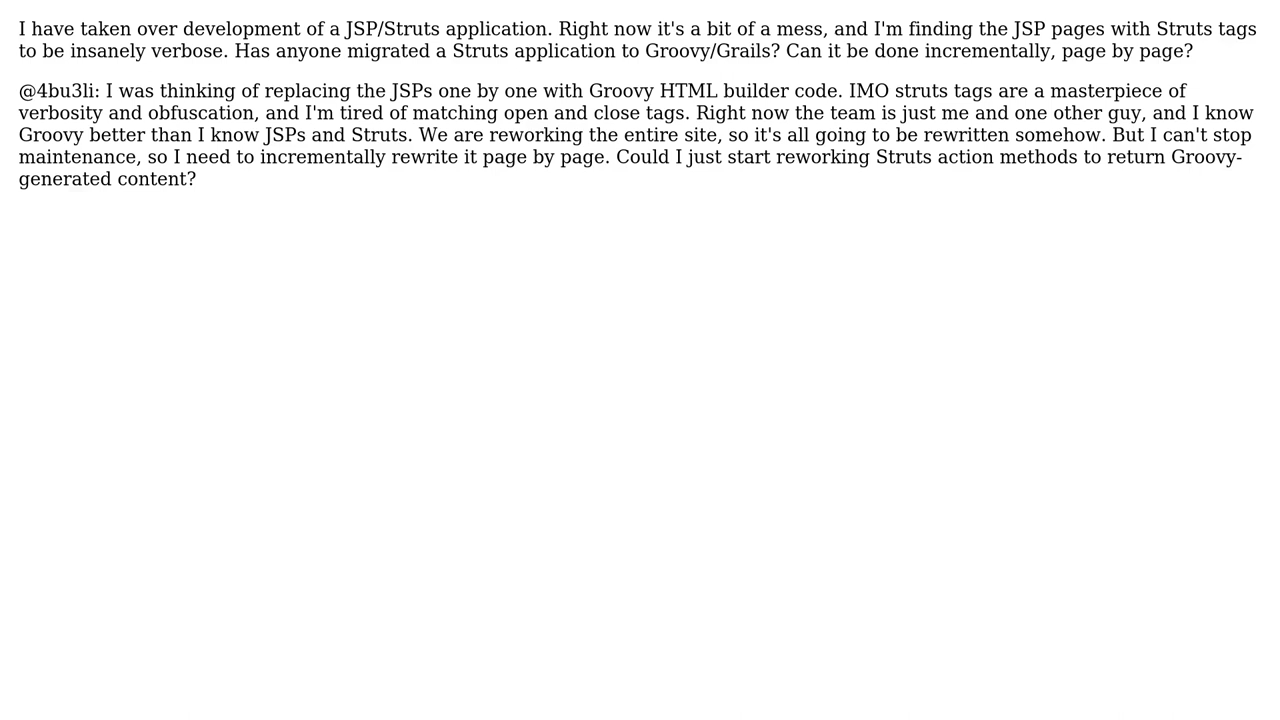 I have taken over development of a JSP/Struts application. Right now it's a bit of a mess, and I'm finding the JSP pages with Struts tags
to be insanely verbose. Has anyone migrated a Struts application to Groovy/Grails? Can it be done incrementally, page by page?
@4bu3li: I was thinking of replacing the JSPs one by one with Groovy HTML builder code. IMO struts tags are a masterpiece of
verbosity and obfuscation, and I'm tired of matching open and close tags. Right now the team is just me and one other guy, and I know
Groovy better than I know JSPs and Struts. We are reworking the entire site, so it's all going to be rewritten somehow. But I can't stop
maintenance, so I need to incrementally rewrite it page by page. Could I just start reworking Struts action methods to return Groovy-
generated content?